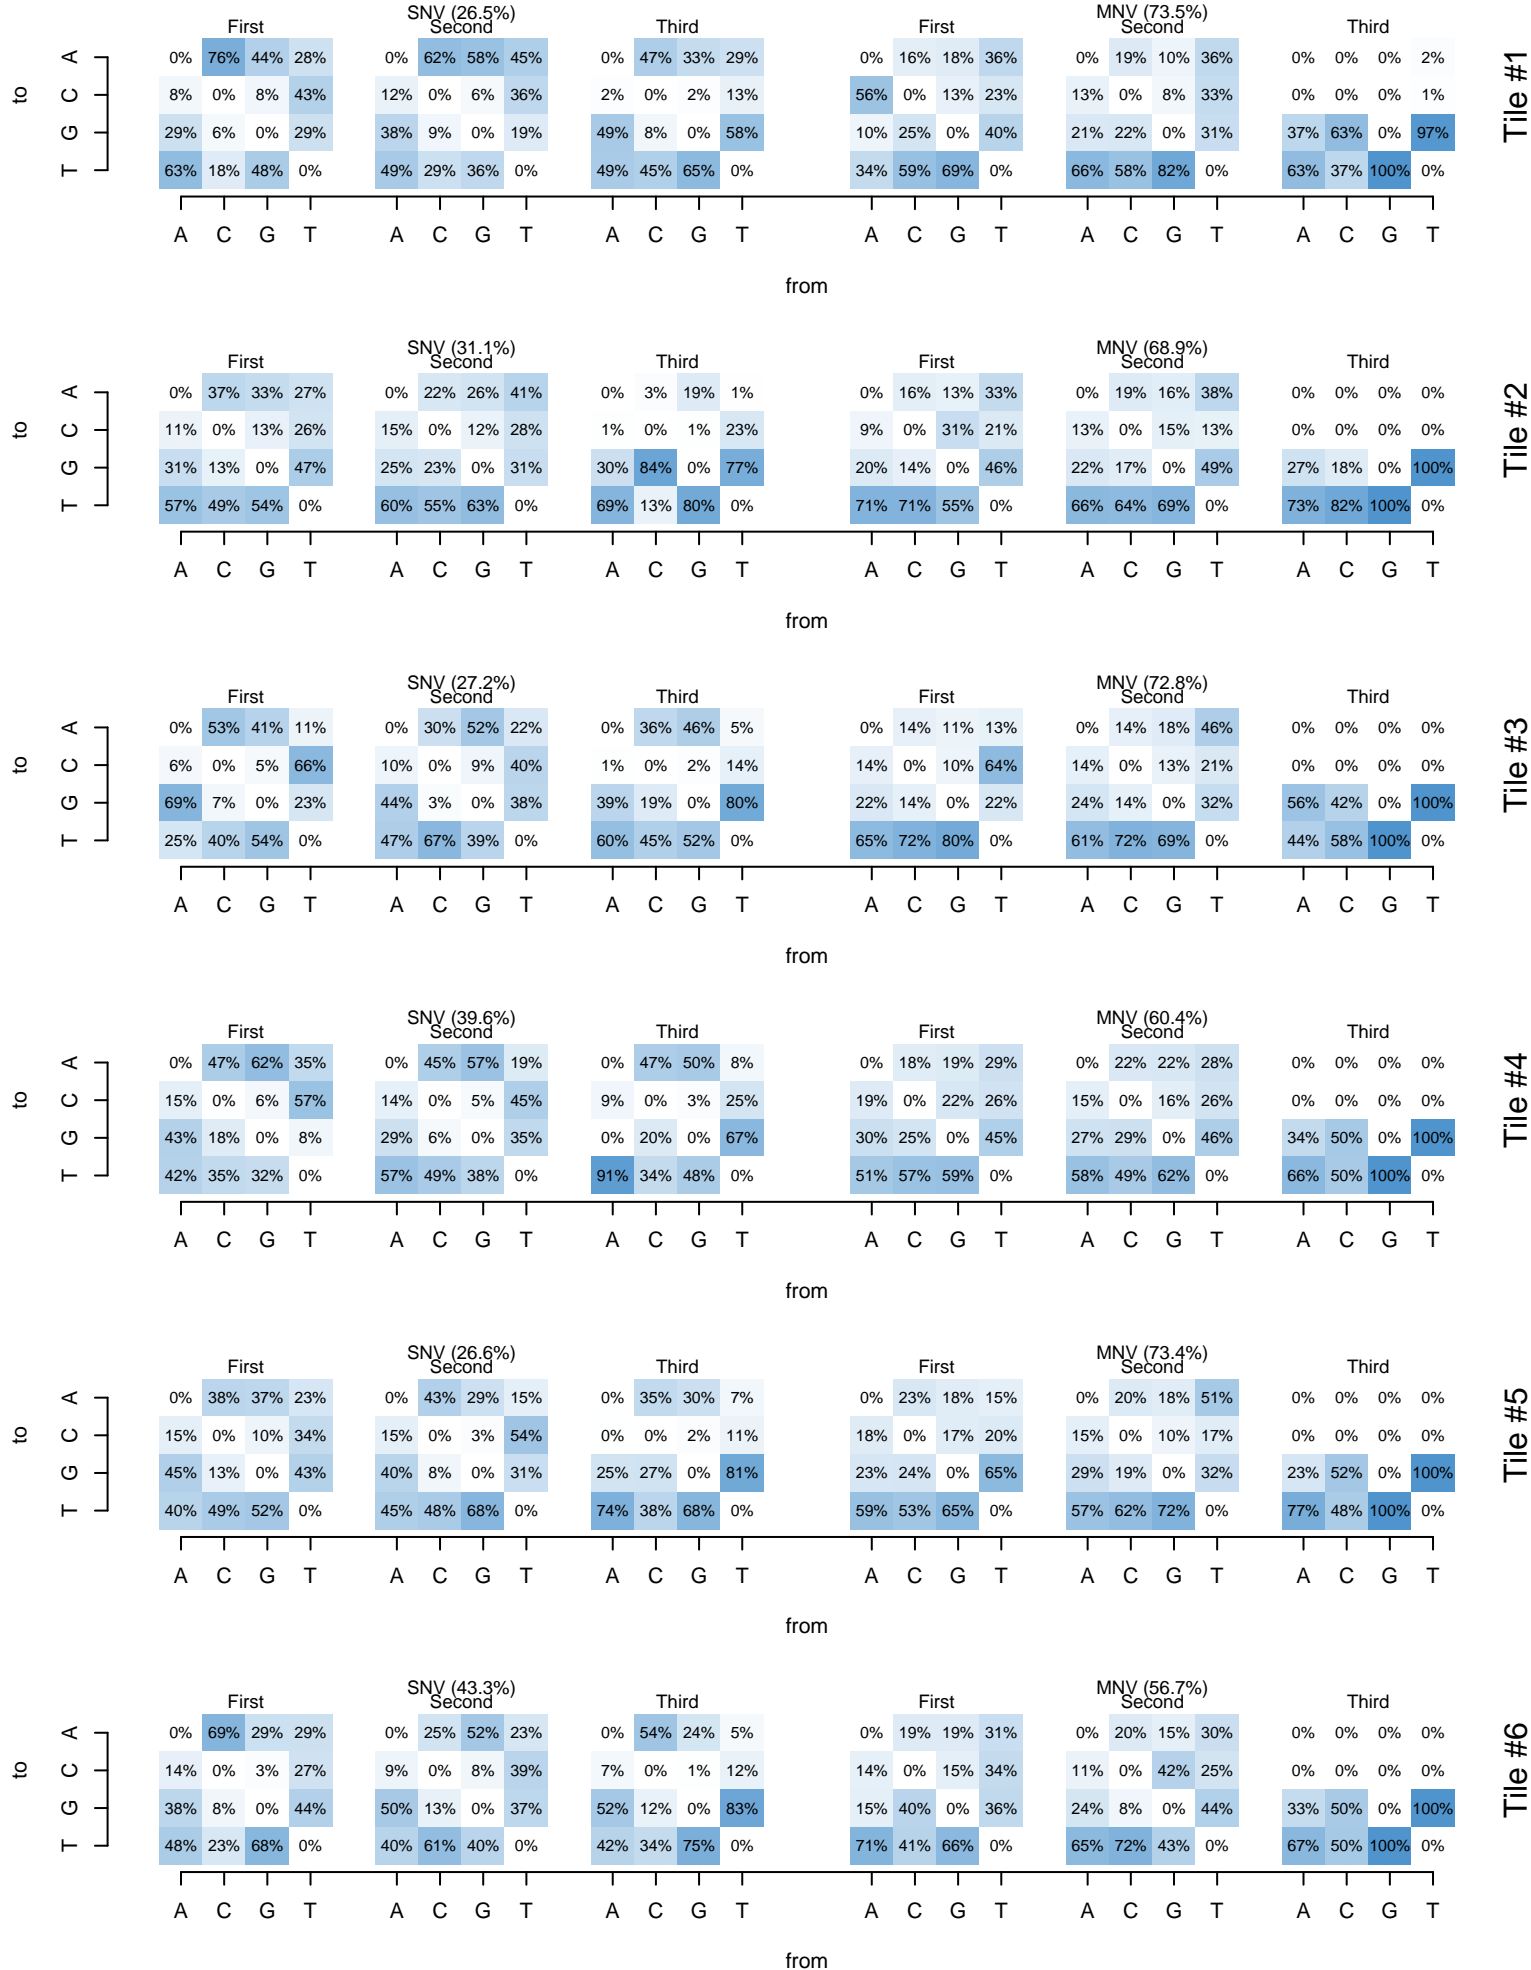 SNV (26.5%) MNV (73.5%)
First Second Third First Second Third
A 0% 76% 44% 28% 0% 62% 58% 45% 0% 47% 33% 29% 0% 16% 18% 36% 0% 19% 10% 36% 0% 0% 0% 2%
to C 8% 0% 8% 43% 12% 0% 6% 36% 2% 0% 2% 13% 56% 0% 13% 23% 13% 0% 8% 33% 0% 0% 0% 1% Tile #1
G 29% 6% 0% 29% 38% 9% 0% 19% 49% 8% 0% 58% 10% 25% 0% 40% 21% 22% 0% 31% 37% 63% 0% 97%
T 63% 18% 48% 0% 49% 29% 36% 0% 49% 45% 65% 0% 34% 59% 69% 0% 66% 58% 82% 0% 63% 37% 100% 0%
A C G T A C G T A C G T A C G T A C G T A C G T
from
SNV (31.1%) MNV (68.9%)
First Second Third First Second Third
A 0% 37% 33% 27% 0% 22% 26% 41% 0% 3% 19% 1% 0% 16% 13% 33% 0% 19% 16% 38% 0% 0% 0% 0%
to C 11% 0% 13% 26% 15% 0% 12% 28% 1% 0% 1% 23% 9% 0% 31% 21% 13% 0% 15% 13% 0% 0% 0% 0% Tile #2
G 31% 13% 0% 47% 25% 23% 0% 31% 30% 84% 0% 77% 20% 14% 0% 46% 22% 17% 0% 49% 27% 18% 0% 100%
T 57% 49% 54% 0% 60% 55% 63% 0% 69% 13% 80% 0% 71% 71% 55% 0% 66% 64% 69% 0% 73% 82% 100% 0%
A C G T A C G T A C G T A C G T A C G T A C G T
from
SNV (27.2%) MNV (72.8%)
First Second Third First Second Third
A 0% 53% 41% 11% 0% 30% 52% 22% 0% 36% 46% 5% 0% 14% 11% 13% 0% 14% 18% 46% 0% 0% 0% 0%
to C 6% 0% 5% 66% 10% 0% 9% 40% 1% 0% 2% 14% 14% 0% 10% 64% 14% 0% 13% 21% 0% 0% 0% 0% Tile #3
G 69% 7% 0% 23% 44% 3% 0% 38% 39% 19% 0% 80% 22% 14% 0% 22% 24% 14% 0% 32% 56% 42% 0% 100%
T 25% 40% 54% 0% 47% 67% 39% 0% 60% 45% 52% 0% 65% 72% 80% 0% 61% 72% 69% 0% 44% 58% 100% 0%
A C G T A C G T A C G T A C G T A C G T A C G T
from
SNV (39.6%) MNV (60.4%)
First Second Third First Second Third
A 0% 47% 62% 35% 0% 45% 57% 19% 0% 47% 50% 8% 0% 18% 19% 29% 0% 22% 22% 28% 0% 0% 0% 0%
to C 15% 0% 6% 57% 14% 0% 5% 45% 9% 0% 3% 25% 19% 0% 22% 26% 15% 0% 16% 26% 0% 0% 0% 0% Tile #4
G 43% 18% 0% 8% 29% 6% 0% 35% 0% 20% 0% 67% 30% 25% 0% 45% 27% 29% 0% 46% 34% 50% 0% 100%
T 42% 35% 32% 0% 57% 49% 38% 0% 91% 34% 48% 0% 51% 57% 59% 0% 58% 49% 62% 0% 66% 50% 100% 0%
A C G T A C G T A C G T A C G T A C G T A C G T
from
SNV (26.6%) MNV (73.4%)
First Second Third First Second Third
A 0% 38% 37% 23% 0% 43% 29% 15% 0% 35% 30% 7% 0% 23% 18% 15% 0% 20% 18% 51% 0% 0% 0% 0%
to C 15% 0% 10% 34% 15% 0% 3% 54% 0% 0% 2% 11% 18% 0% 17% 20% 15% 0% 10% 17% 0% 0% 0% 0% Tile #5
G 45% 13% 0% 43% 40% 8% 0% 31% 25% 27% 0% 81% 23% 24% 0% 65% 29% 19% 0% 32% 23% 52% 0% 100%
T 40% 49% 52% 0% 45% 48% 68% 0% 74% 38% 68% 0% 59% 53% 65% 0% 57% 62% 72% 0% 77% 48% 100% 0%
A C G T A C G T A C G T A C G T A C G T A C G T
from
SNV (43.3%) MNV (56.7%)
First Second Third First Second Third
A 0% 69% 29% 29% 0% 25% 52% 23% 0% 54% 24% 5% 0% 19% 19% 31% 0% 20% 15% 30% 0% 0% 0% 0%
to C 14% 0% 3% 27% 9% 0% 8% 39% 7% 0% 1% 12% 14% 0% 15% 34% 11% 0% 42% 25% 0% 0% 0% 0% Tile #6
G 38% 8% 0% 44% 50% 13% 0% 37% 52% 12% 0% 83% 15% 40% 0% 36% 24% 8% 0% 44% 33% 50% 0% 100%
T 48% 23% 68% 0% 40% 61% 40% 0% 42% 34% 75% 0% 71% 41% 66% 0% 65% 72% 43% 0% 67% 50% 100% 0%
A C G T A C G T A C G T A C G T A C G T A C G T
from